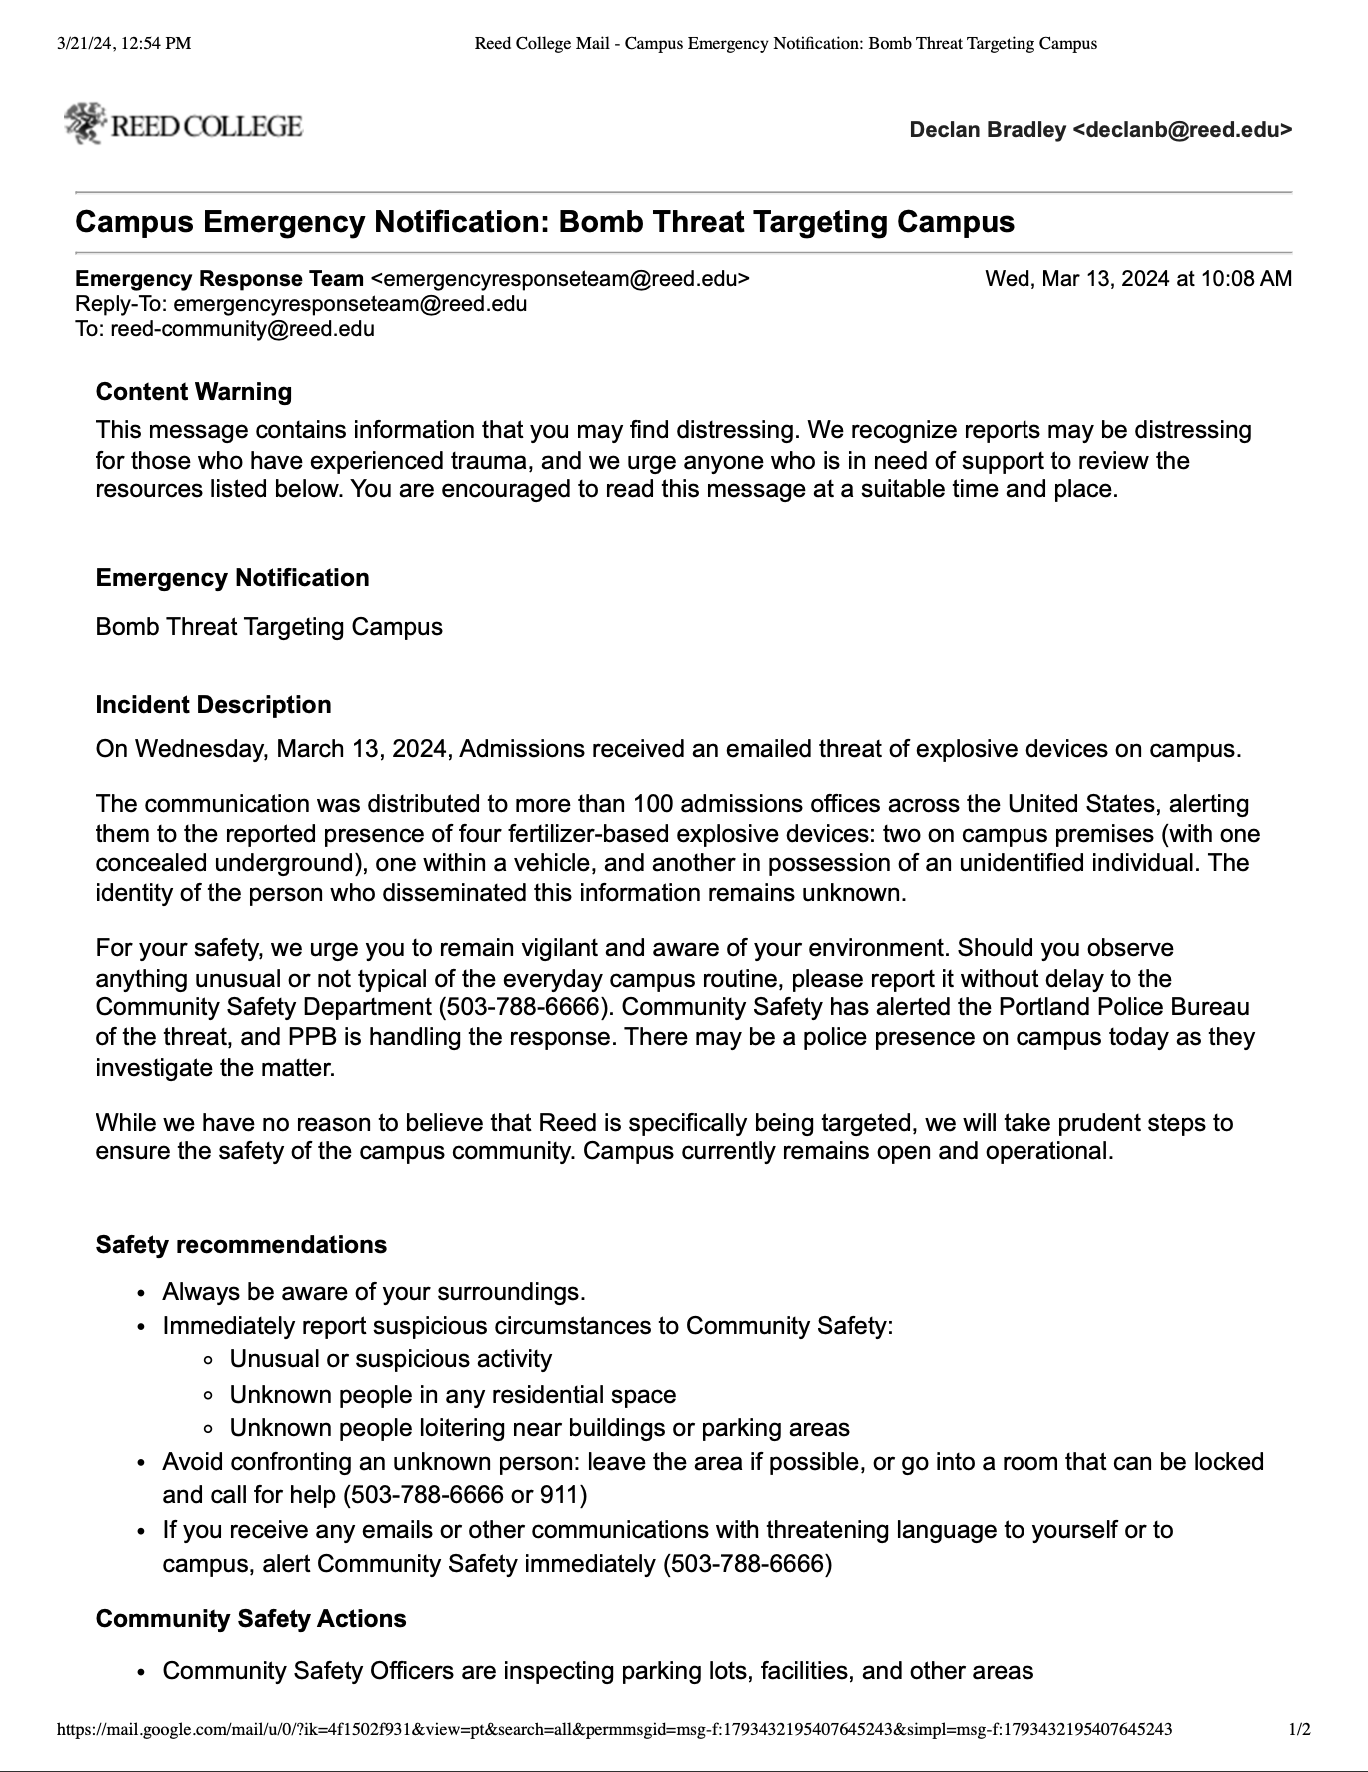 3/21/24, 12:54 PM
Reed College Mail - Campus Emergency Notification: Bomb Threat Targeting Campus
REED COLLEGE
Declan Bradley <declanb@reed.edu>
Campus Emergency Notification: Bomb Threat Targeting Campus
Emergency Response Team <emergencyresponseteam@reed.edu>
Wed, Mar 13, 2024 at 10:08 AM
Reply-To: emergencyresponseteam@reed.edu
To: reed-community@reed.edu
Content Warning
This message contains information that you may find distressing. We recognize reports may be distressing
for those who have experienced trauma, and we urge anyone who is in need of support to review the
resources listed below. You are encouraged to read this message at a suitable time and place.
Emergency Notification
Bomb Threat Targeting Campus
Incident Description
On Wednesday, March 13, 2024, Admissions received an emailed threat of explosive devices on campus.
The communication was distributed to more than 100 admissions offices across the United States, alerting
them to the reported presence of four fertilizer-based explosive devices: two on campus premises (with one
concealed underground), one within a vehicle, and another in possession of an unidentified individual. The
identity of the person who disseminated this information remains unknown.
For your safety, we urge you to remain vigilant and aware of your environment. Should you observe
anything unusual or not typical of the everyday campus routine, please report it without delay to the
Community Safety Department (503-788-6666). Community Safety has alerted the Portland Police Bureau
of the threat, and PPB is handling the response. There may be a police presence on campus today as they
investigate the matter.
While we have no reason to believe that Reed is specifically being targeted, we will take prudent steps to
ensure the safety of the campus community. Campus currently remains open and operational.
Safety recommendations
• Always be aware of your surroundings.
• Immediately report suspicious circumstances to Community Safety:
◦ Unusual or suspicious activity
◦ Unknown people in any residential space
◦ Unknown people loitering near buildings or parking areas
• Avoid confronting an unknown person: leave the area if possible, or go into a room that can be locked
and call for help (503-788-6666 or 911)
• If you receive any emails or other communications with threatening language to yourself or to
campus, alert Community Safety immediately (503-788-6666)
Community Safety Actions
• Community Safety Officers are inspecting parking lots, facilities, and other areas
https://mail.google.com/mail/u/0/?ik=4f1502f931&view=pt&search=all&permmsgid=msg-f:1793432195407645243&simpl=msg-f:1793432195407645243
1/2